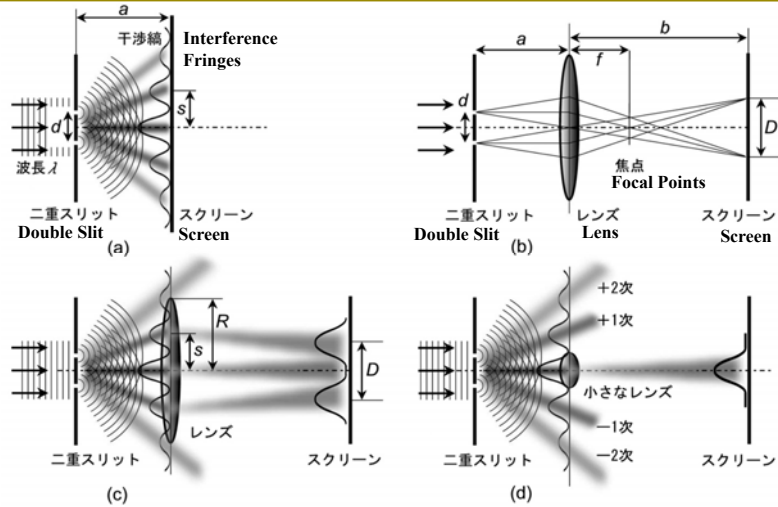 a
干渉縞
Interference
Fringes
s
d
波長λ
二重スリット
Double Slit
スクリーン
Screen
(a)
b
a
f
d
D
焦点
Focal Points
二重スリット
Double Slit
レンズ
Lens
スクリーン
Screen
(b)
R
s
D
レンズ
二重スリット
スクリーン
(c)
+2次
+1次
小さなレンズ
−1次
−2次
二重スリット
スクリーン
(d)